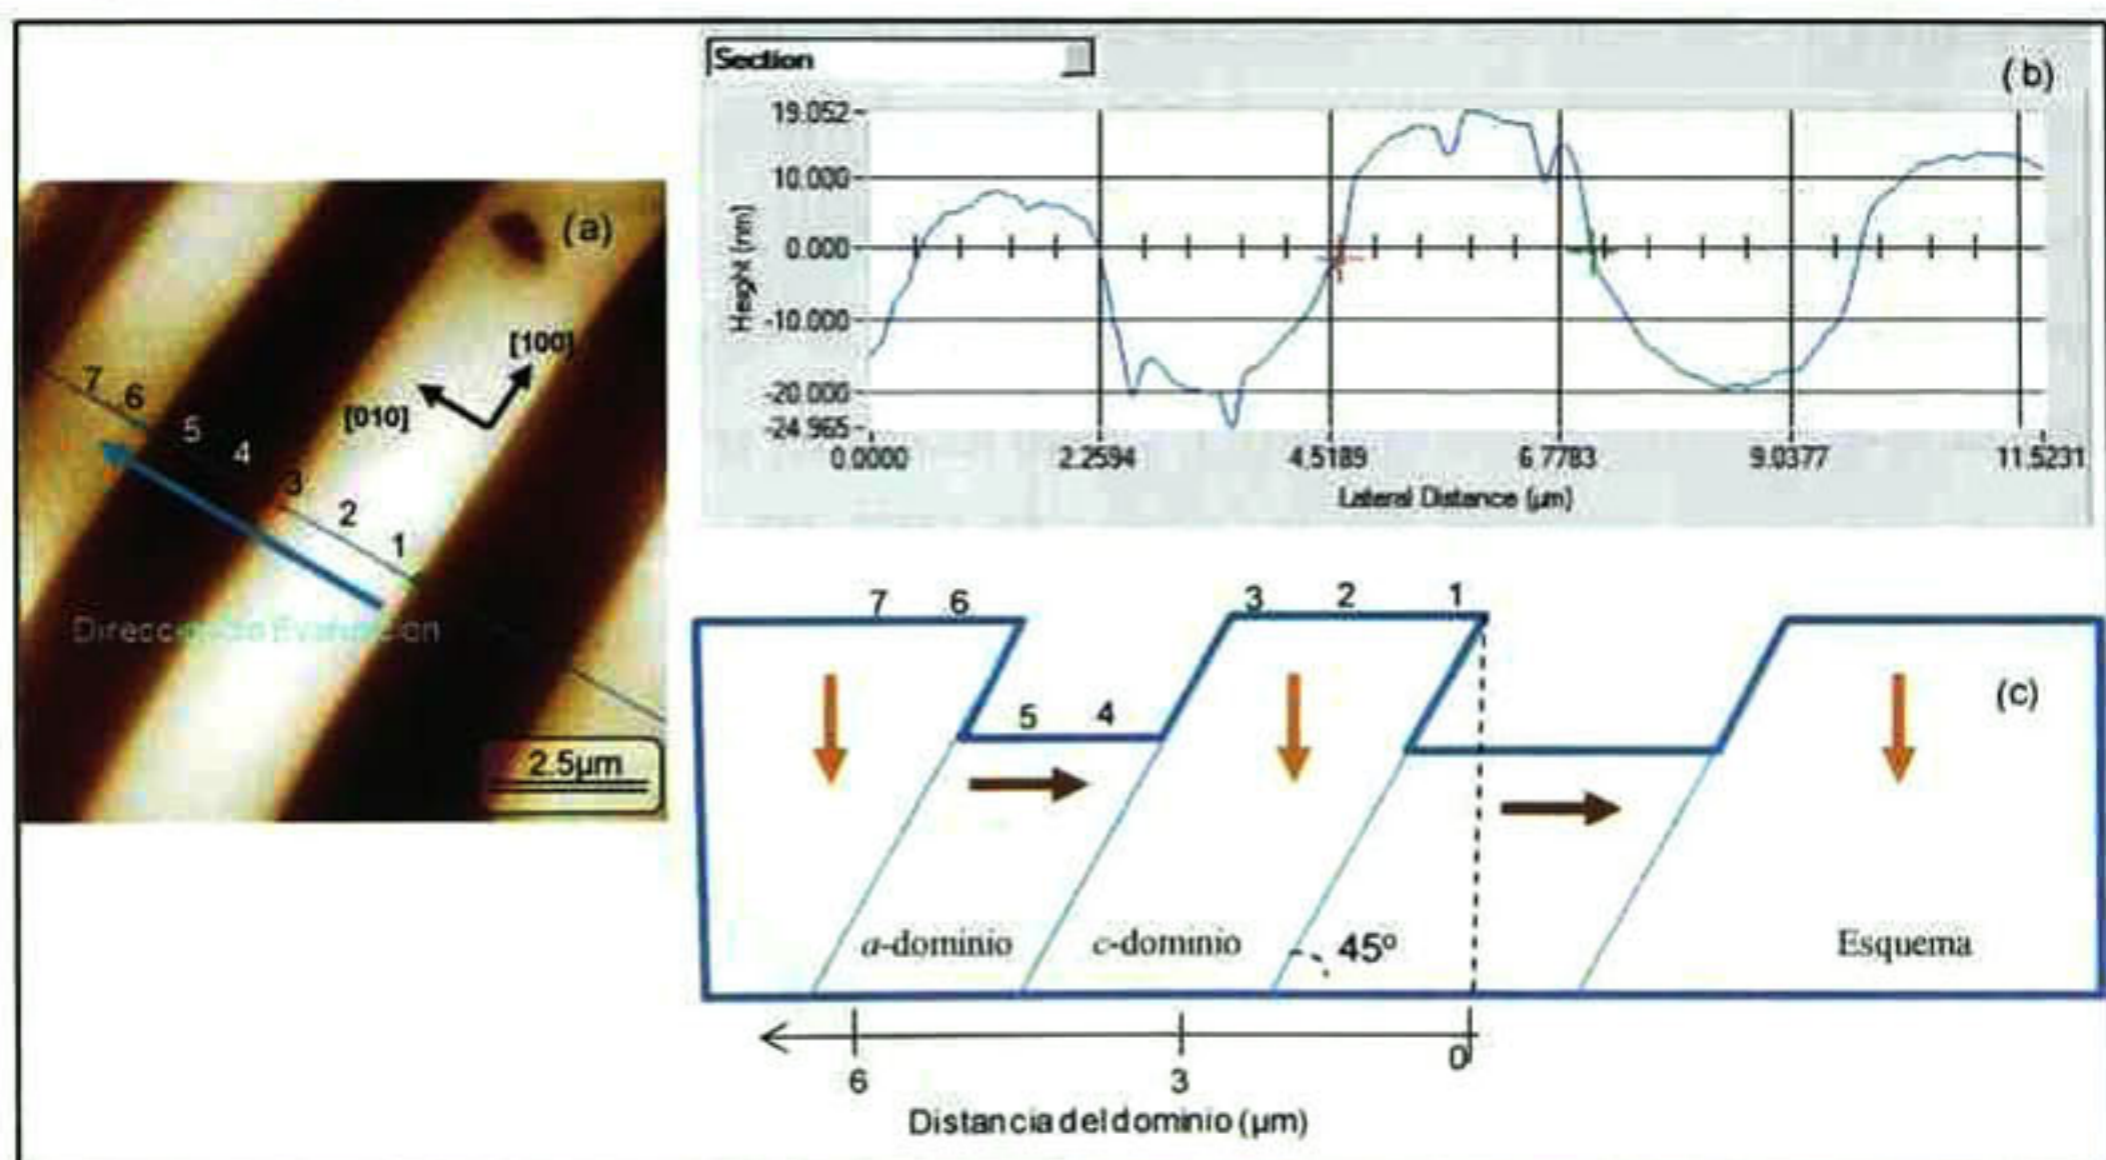 (a)
[100]
[010]
7
6
5
4
3
2
1
2.5µm
Section
(b)
19.052
10.000
0.000
-10.000
-20.000
-24.965
Height (nm)
0.0000 2.2594 4.5189 6.7783 9.0377 11.5231
Lateral Distance (µm)
7 6 3 2 1
5 4
(c)
a-dominio c-dominio 45º Esquema
6 3 0
Distancia del dominio (µm)